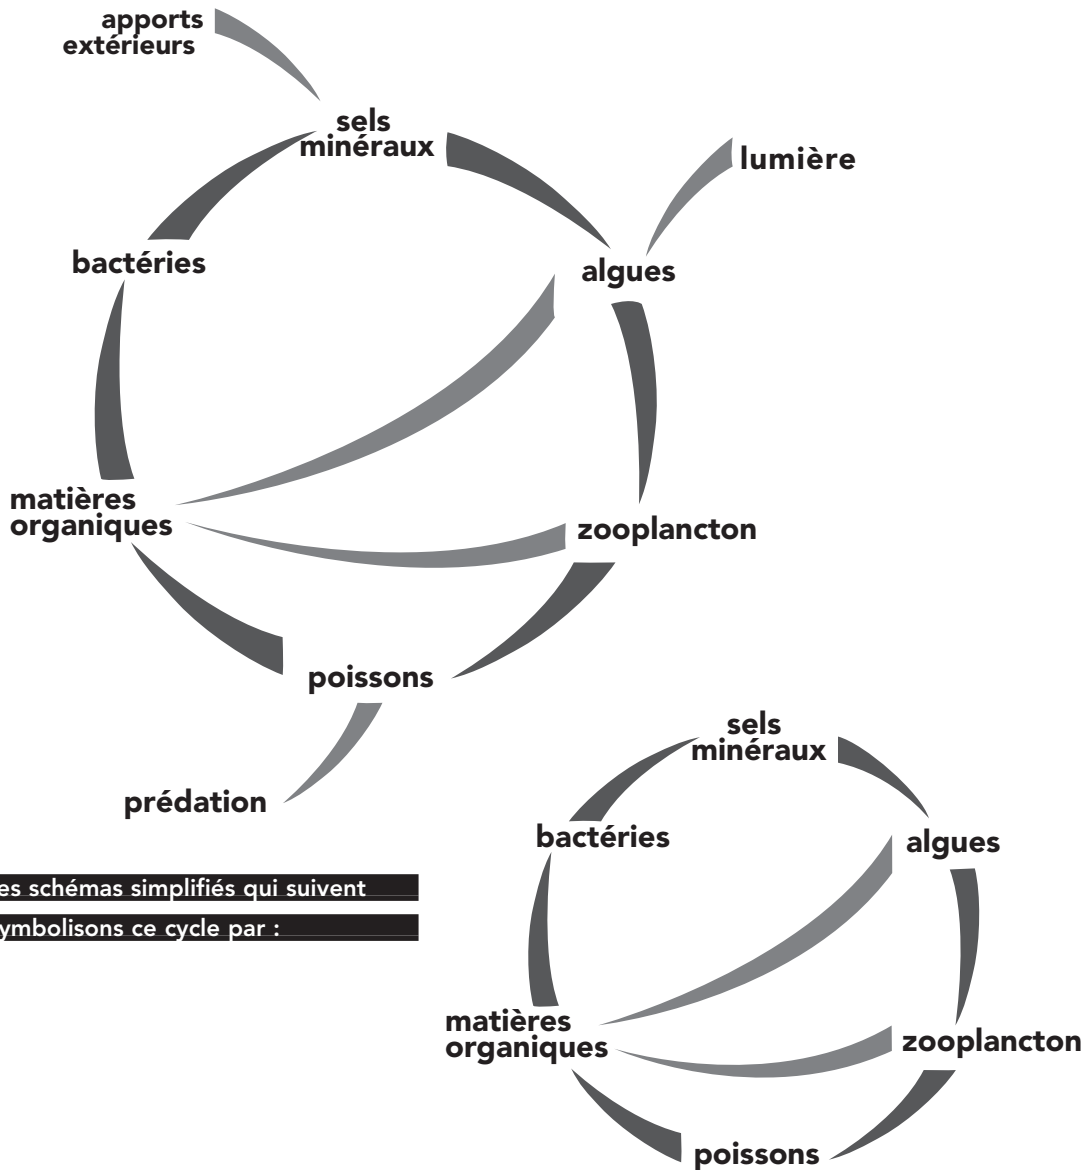 apports
extérieurs
sels
minéraux
lumière
bactéries
algues
matières
organiques
zooplancton
poissons
prédation
es schémas simplifiés qui suivent
ymbolisons ce cycle par :
sels
minéraux
bactéries
algues
matières
organiques
zooplancton
poissons